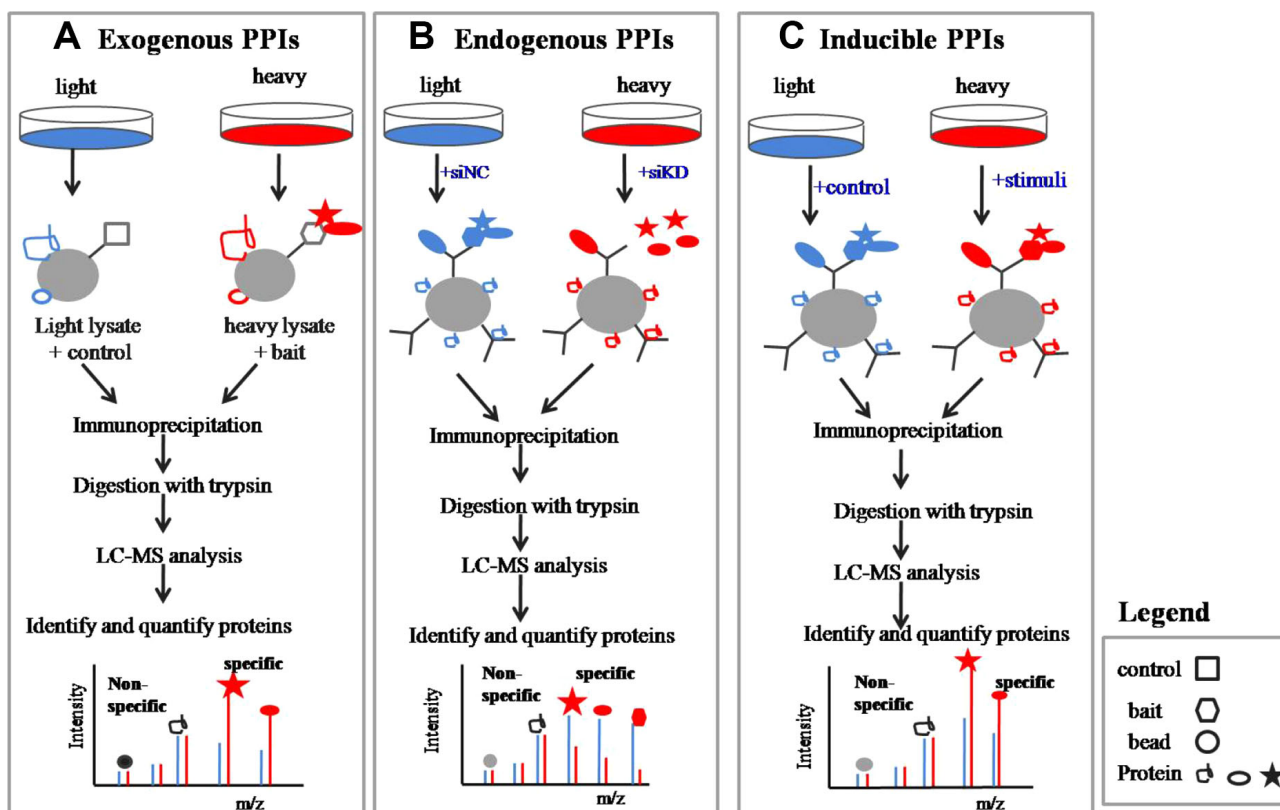 A Exogenous PPIs
light
heavy
Light lysate
+ control
heavy lysate
+ bait
Immunoprecipitation
Digestion with trypsin
LC-MS analysis
Identify and quantify proteins
Intensity
Non-
specific
specific
m/z
B Endogenous PPIs
light
heavy
+siNC
+siKD
Immunoprecipitation
Digestion with trypsin
LC-MS analysis
Identify and quantify proteins
Intensity
Non-
specific
specific
m/z
C Inducible PPIs
light
heavy
+control
+stimuli
Immunoprecipitation
Digestion with trypsin
LC-MS analysis
Identify and quantify proteins
Intensity
Non-
specific
specific
m/z
Legend
control
bait
bead
Protein